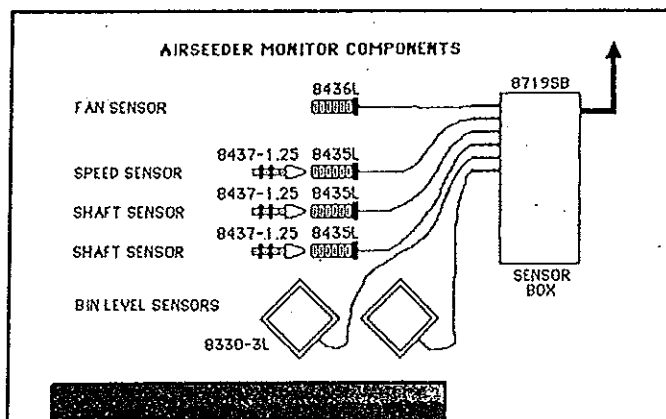 AIRSEEDER MONITOR COMPONENTS
8719SB
8436L
FAN SENSOR
8437-1.25 8435L
SPEED SENSOR
8437-1.25 8435L
SHAFT SENSOR
8437-1.25 8435L
SHAFT SENSOR
SENSOR
BOX
BIN LEVEL SENSORS
8330-3L